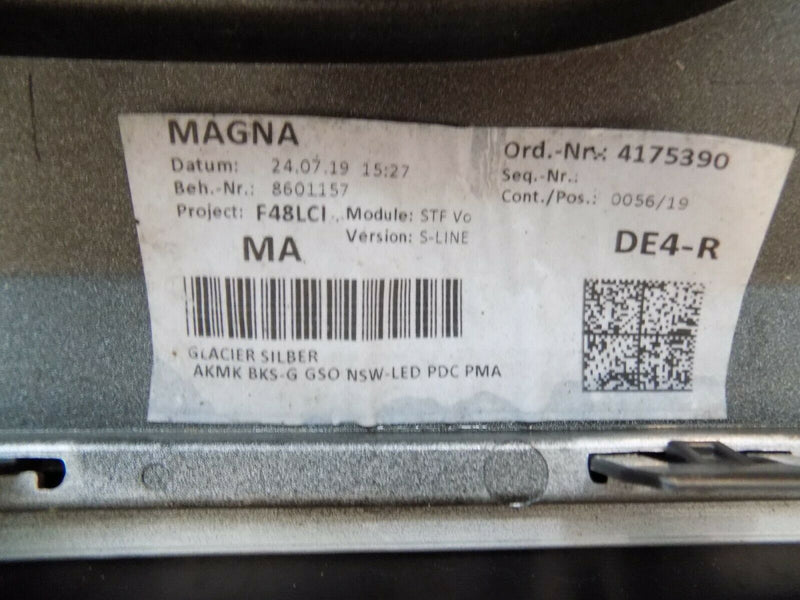 MAGNA
Datum: 24.07.19 15:27
Beh.-Nr.: 8601157
Project: F48LCI Module: STF Vo
Version: S-LINE
MA
Ord.-Nr.: 4175390
Seq.-Nr.:
Cont./Pos.: 0056/19
DE4-R
GLACIER SILBER
AKMK BKS-G GSO NSW-LED PDC PMA